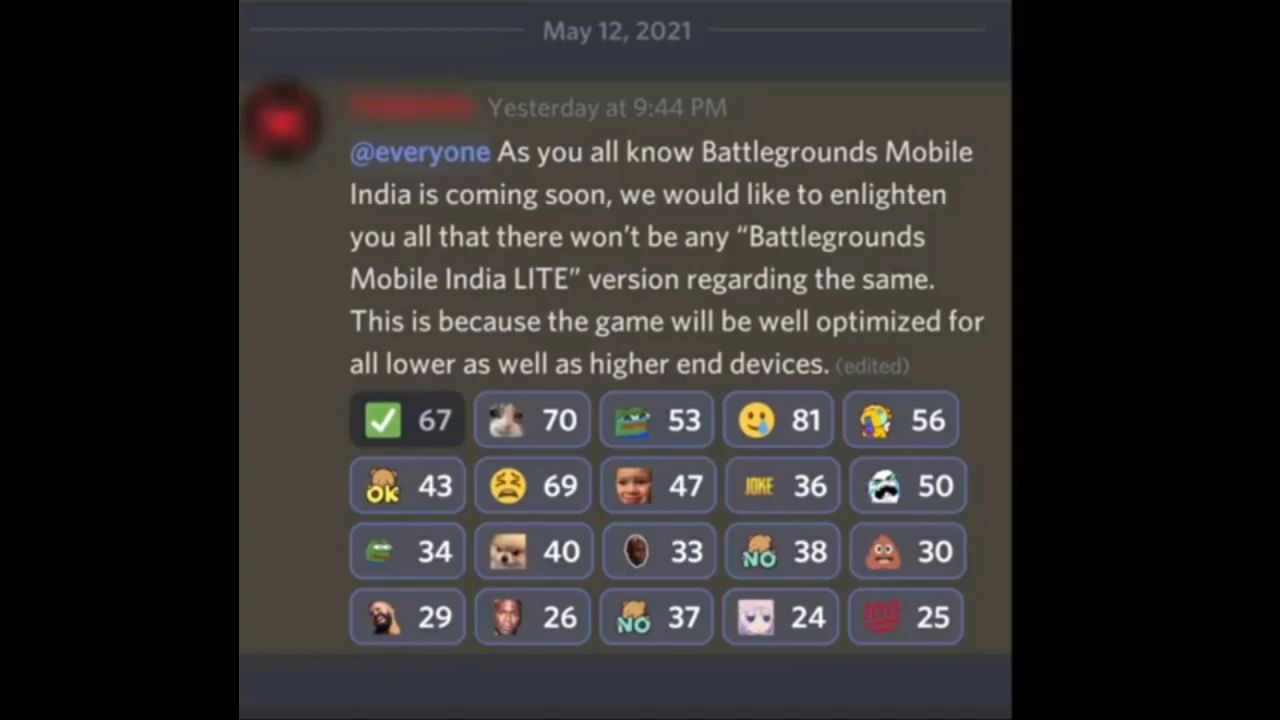 May 12, 2021
Yesterday at 9:44 PM
@everyone As you all know Battlegrounds Mobile
India is coming soon, we would like to enlighten
you all that there won't be any “Battlegrounds
Mobile India LITE” version regarding the same.
This is because the game will be well optimized for
all lower as well as higher end devices. (edited)
67 70 53 81 56
OK 43 69 47 JOKE 36 50
34 40 33 NO 38 30
29 26 NO 37 24 100 25